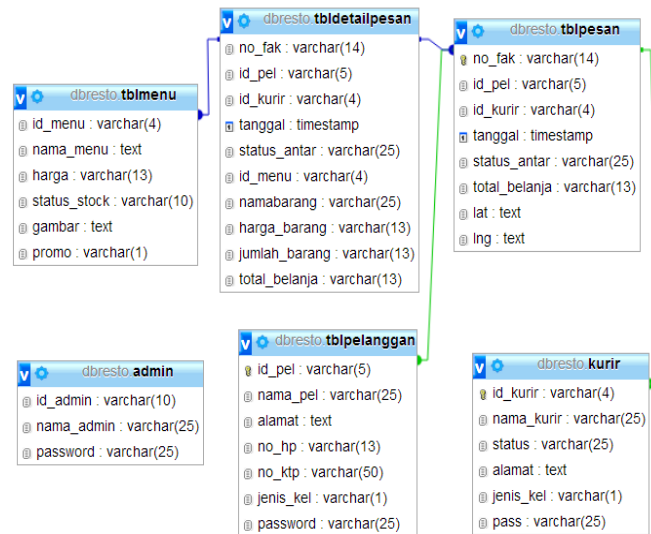 dbresto.tbldetailpesan
no_fak : varchar(14)
id_pel : varchar(5)
id_kurir : varchar(4)
tanggal : timestamp
status_antar : varchar(25)
id_menu : varchar(4)
namabarang : varchar(25)
harga_barang : varchar(13)
jumlah_barang : varchar(13)
total_belanja : varchar(13)
dbresto.tblpesan
no_fak : varchar(14)
id_pel : varchar(5)
id_kurir : varchar(4)
tanggal : timestamp
status_antar : varchar(25)
total_belanja : varchar(13)
lat : text
lng : text
dbresto.tblmenu
id_menu : varchar(4)
nama_menu : text
harga : varchar(13)
status_stock : varchar(10)
gambar : text
promo : varchar(1)
dbresto.admin
id_admin : varchar(10)
nama_admin : varchar(25)
password : varchar(25)
dbresto.tblpelanggan
id_pel : varchar(5)
nama_pel : varchar(25)
alamat : text
no_hp : varchar(13)
no_ktp : varchar(50)
jenis_kel : varchar(1)
password : varchar(25)
dbresto.kurir
id_kurir : varchar(4)
nama_kurir : varchar(25)
status : varchar(25)
alamat : text
jenis_kel : varchar(1)
pass : varchar(25)